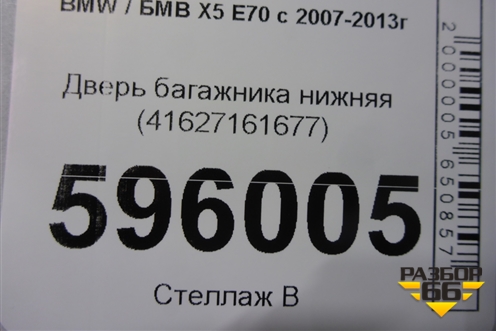 BMW / БМВ X5 E70 с 2007-2013г
Дверь багажника нижняя
(41627161677)
596005
Стеллаж В
2000005650857
РАЗБОР
66